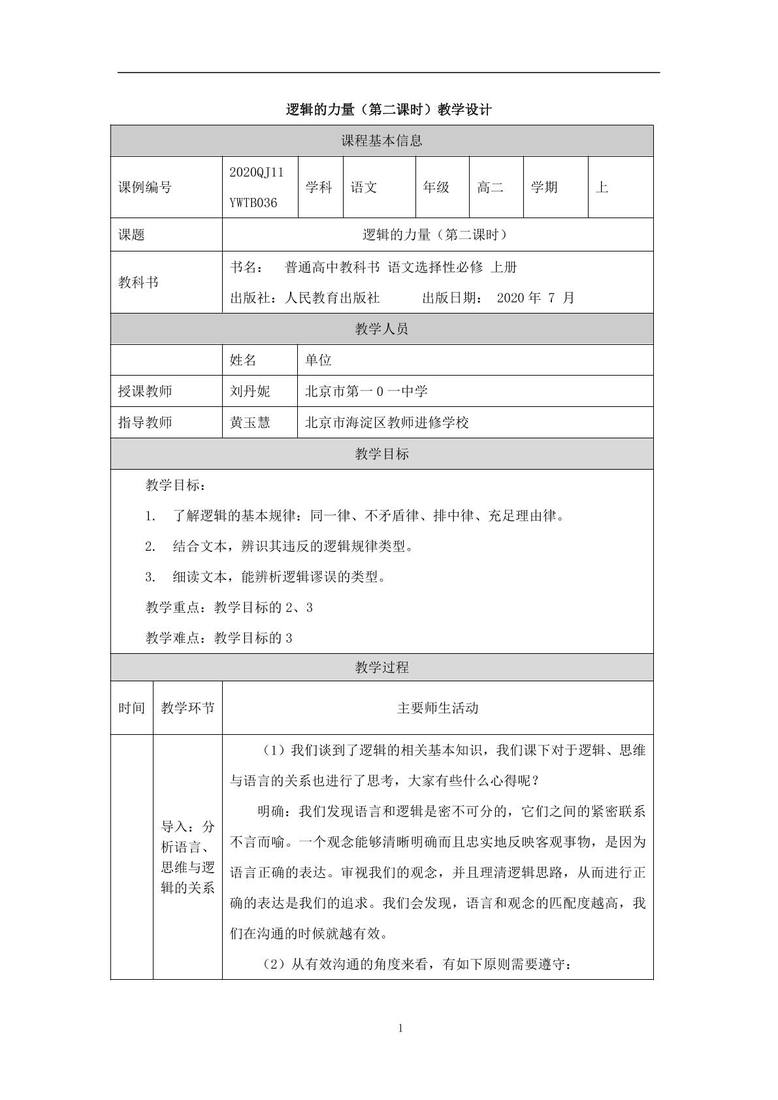 逻辑的力量（第二课时）教学设计
课程基本信息
课例编号 2020QJ11YWTB036 学科 语文 年级 高二 学期 上
课题 逻辑的力量（第二课时）
教科书 书名： 普通高中教科书 语文选择性必修 上册
出版社：人民教育出版社 出版日期： 2020 年 7 月
教学人员
姓名 单位
授课教师 刘丹妮 北京市第一 0 一中学
指导教师 黄玉慧 北京市海淀区教师进修学校
教学目标
教学目标：
1. 了解逻辑的基本规律：同一律、不矛盾律、排中律、充足理由律。
2. 结合文本，辨识其违反的逻辑规律类型。
3. 细读文本，能辨析逻辑谬误的类型。
教学重点：教学目标的 2、3
教学难点：教学目标的 3
教学过程
时间 教学环节 主要师生活动
导入：分
析语言、
思维与逻
辑的关系
（1）我们谈到了逻辑的相关基本知识，我们课下对于逻辑、思维
与语言的关系也进行了思考，大家有些什么心得呢？
明确：我们发现语言和逻辑是密不可分的，它们之间的紧密联系
不言而喻。一个观念能够清晰明确而且忠实地反映客观事物，是因为
语言正确的表达。审视我们的观念，并且理清逻辑思路，从而进行正
确的表达是我们的追求。我们会发现，语言和观念的匹配度越高，我
们在沟通的时候就越有效。
（2）从有效沟通的角度来看，有如下原则需要遵守：
1